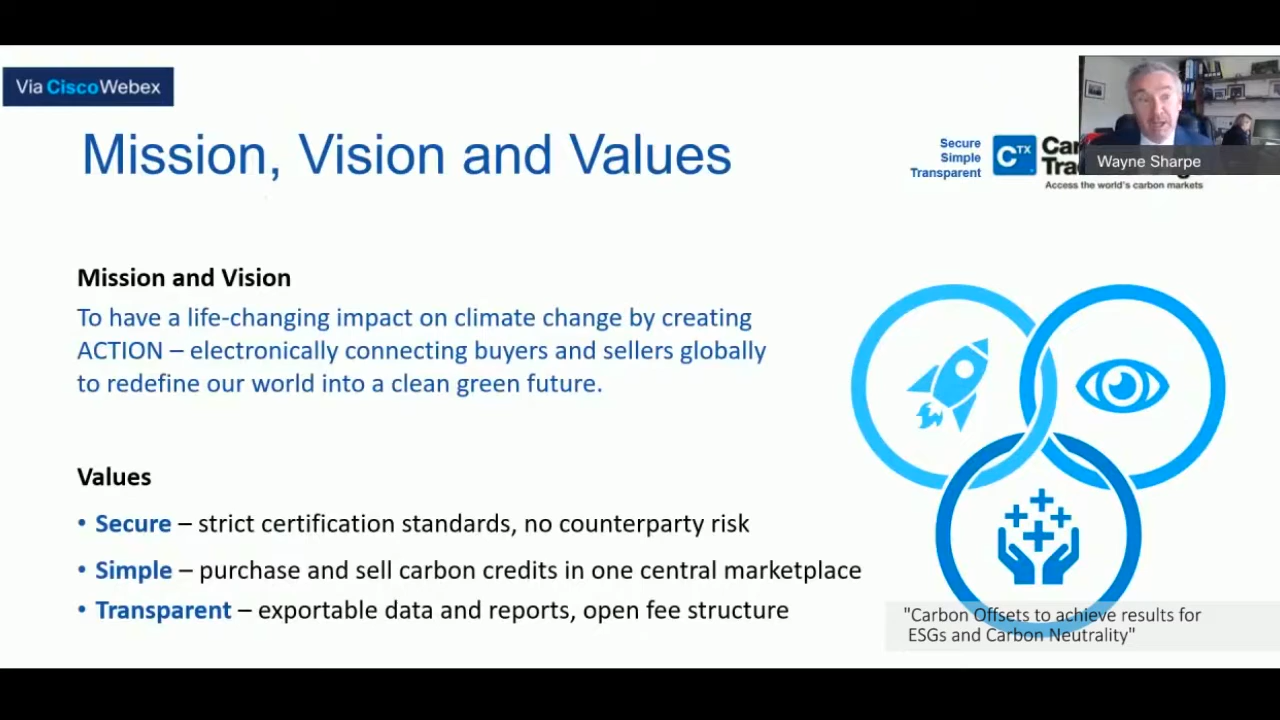 Via CiscoWebex
Mission, Vision and Values
Secure
Simple
Transparent
CTX
Access the world's carbon markets
Wayne Sharpe
Mission and Vision
To have a life-changing impact on climate change by creating
ACTION – electronically connecting buyers and sellers globally
to redefine our world into a clean green future.
Values
• Secure – strict certification standards, no counterparty risk
• Simple – purchase and sell carbon credits in one central marketplace
• Transparent – exportable data and reports, open fee structure
"Carbon Offsets to achieve results for
ESGs and Carbon Neutrality"